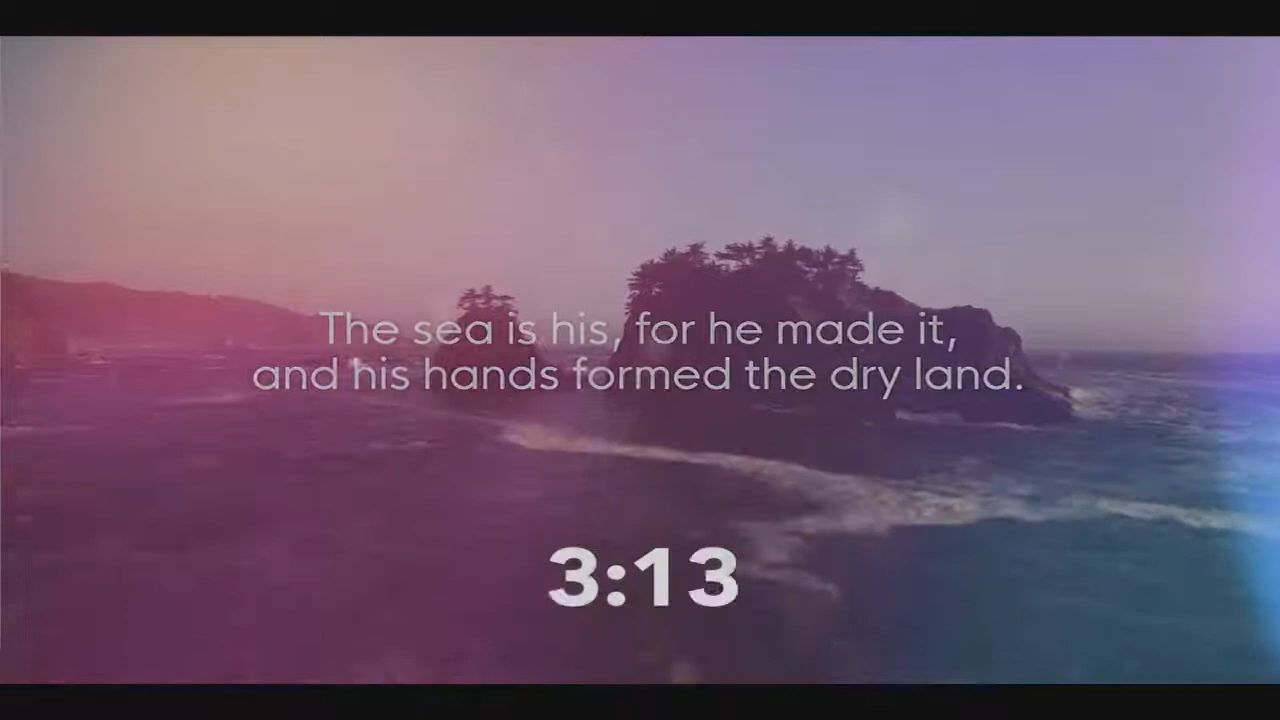 The sea is his, for he made it,
and his hands formed the dry land.
3:13